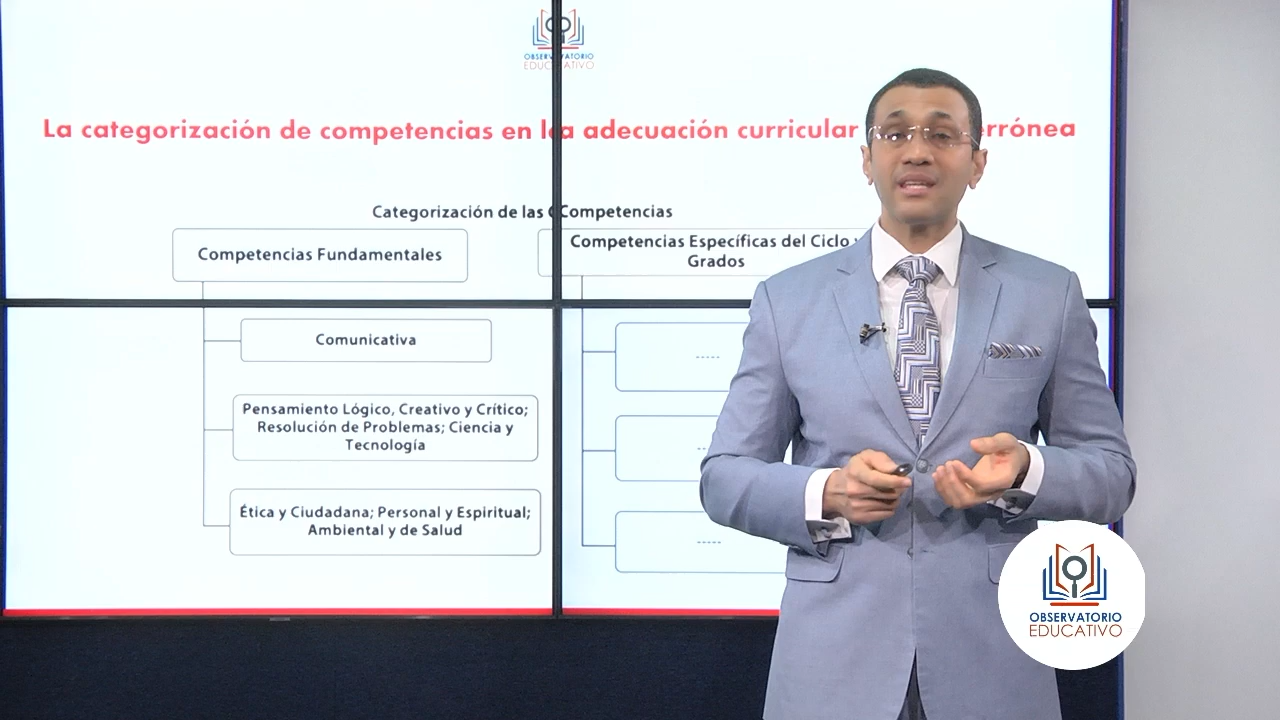 OBSERVATORIO
EDUCATIVO
La categorización de competencias en la adecuación curricular errónea
Categorización de las Competencias
Competencias Fundamentales
Competencias Específicas del Ciclo y
Grados
Comunicativa
-----
Pensamiento Lógico, Creativo y Crítico;
Resolución de Problemas; Ciencia y
Tecnología
Ética y Ciudadana; Personal y Espiritual;
Ambiental y de Salud
-----
OBSERVATORIO
EDUCATIVO